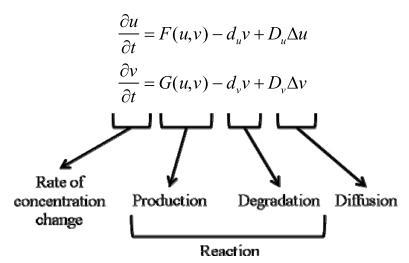 ∂u/∂t = F(u,v) − d_u v + D_u Δu
∂v/∂t = G(u,v) − d_v v + D_v Δv
Rate of
concentration
change
Production
Degradation
Diffusion
Reaction